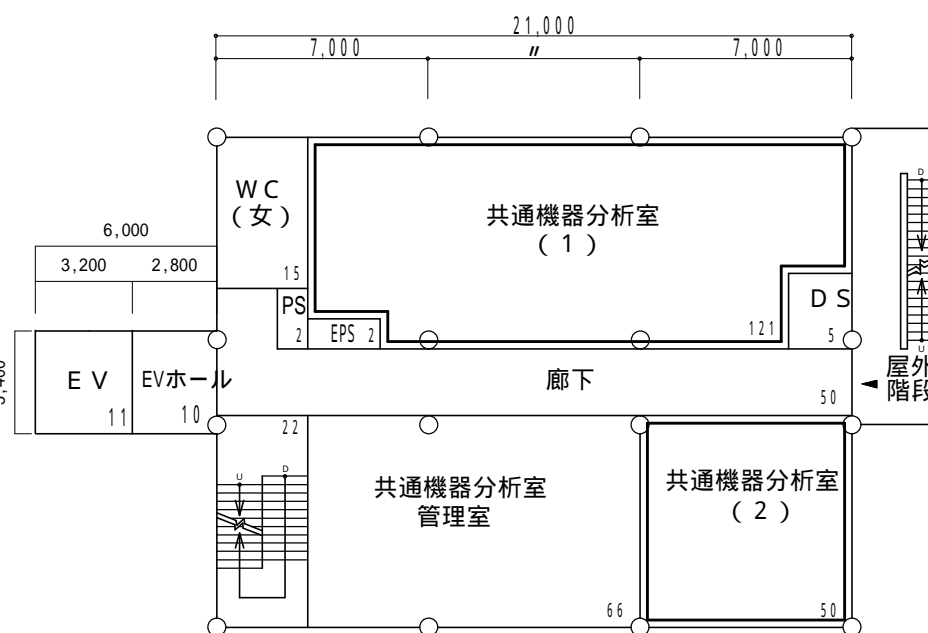 21,000
7,000
〃
7,000
WC
(女)
15
共通機器分析室
(1)
121
6,000
3,200
2,800
PS
2
EPS 2
DS
5
EV
11
EVホール
10
廊下
50
屋外
階段
D
U
22
U
D
共通機器分析室
管理室
66
共通機器分析室
(2)
50